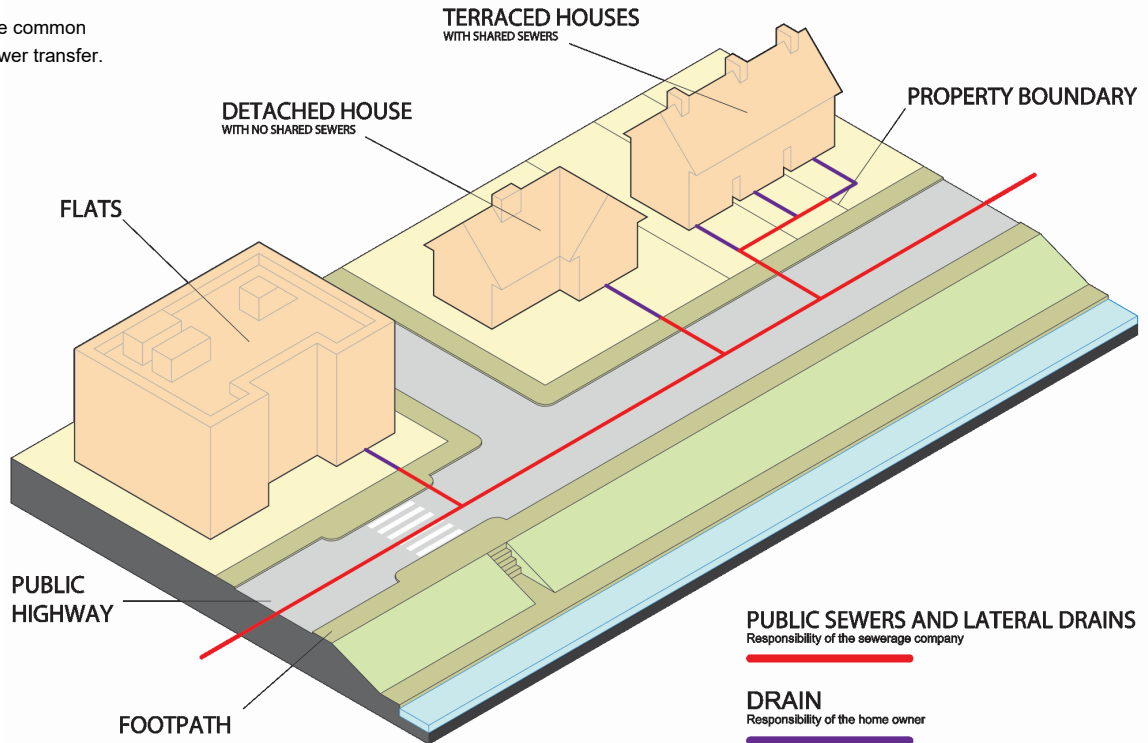 e common
wer transfer.
TERRACED HOUSES
WITH SHARED SEWERS
DETACHED HOUSE
WITH NO SHARED SEWERS
PROPERTY BOUNDARY
FLATS
PUBLIC
HIGHWAY
FOOTPATH
PUBLIC SEWERS AND LATERAL DRAINS
Responsibility of the sewerage company
DRAIN
Responsibility of the home owner